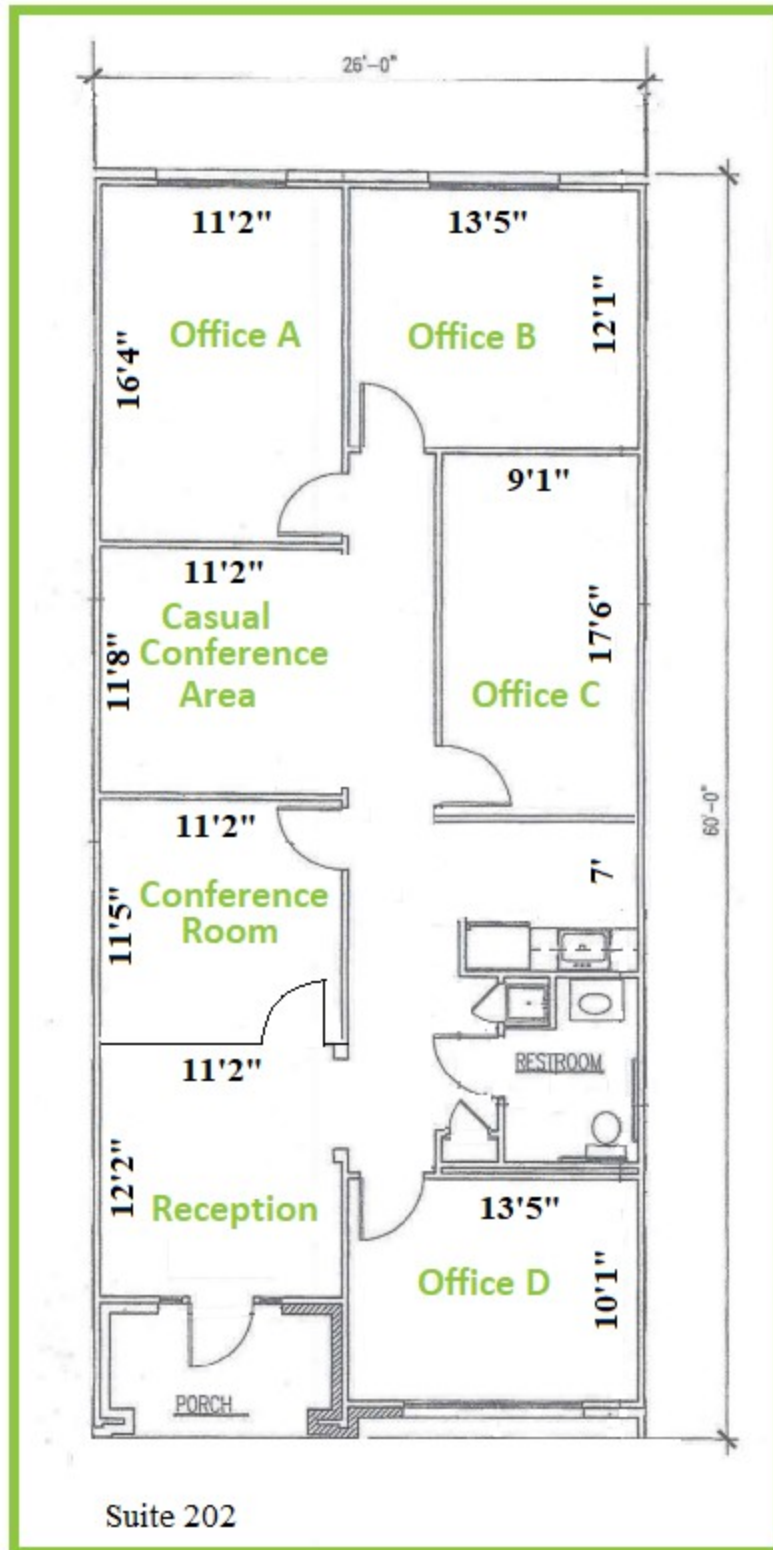 26'-0"
11'2"
13'5"
Office A
Office B
16'4"
12'1"
9'1"
11'2"
Casual
Conference
Area
11'8"
17'6"
Office C
60'-0"
11'2"
Conference
Room
11'5"
7'
11'2"
RESTROOM
12'2"
Reception
13'5"
Office D
10'1"
PORCH
Suite 202